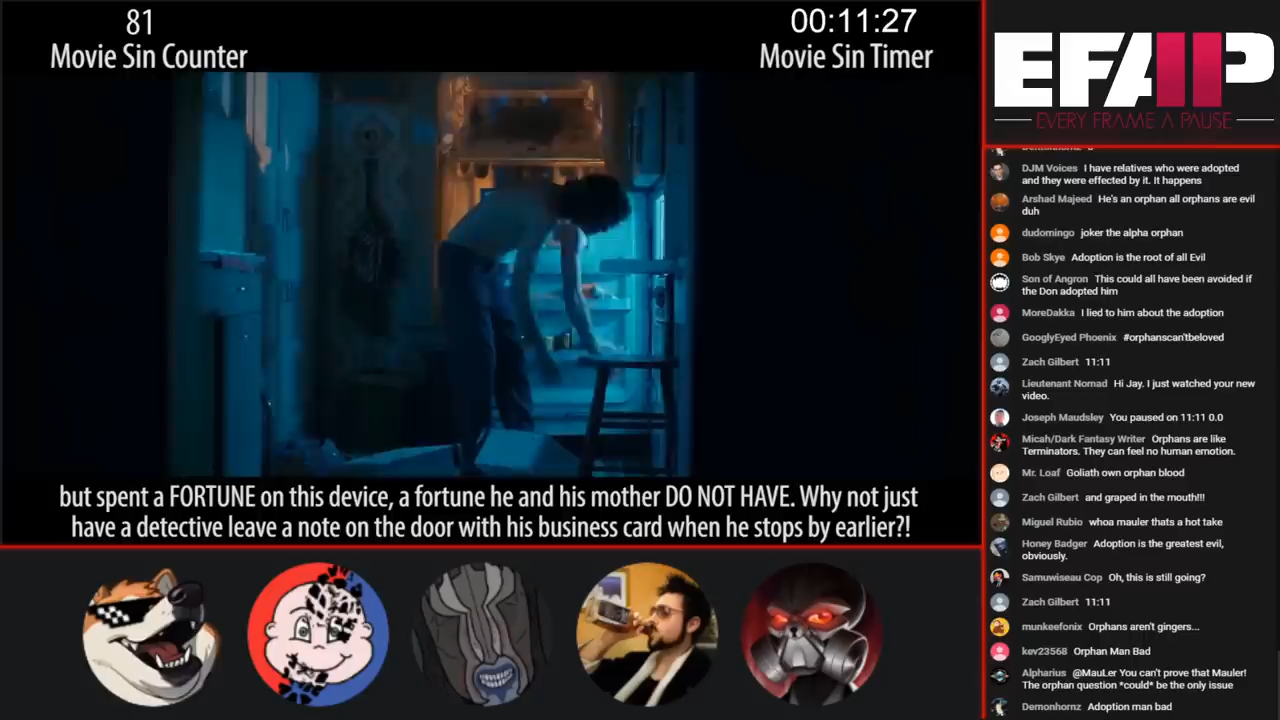 81
Movie Sin Counter
00:11:27
Movie Sin Timer
but spent a FORTUNE on this device, a fortune he and his mother DO NOT HAVE. Why not just
have a detective leave a note on the door with his business card when he stops by earlier?!
EFAP
EVERY FRAME A PAUSE
DJM Voices I have relatives who were adopted
and they were effected by it. It happens
Arshad Majeed He's an orphan all orphans are evil
duh
dudomingo joker the alpha orphan
Bob Skye Adoption is the root of all Evil
Son of Angron This could all have been avoided if
the Don adopted him
MoreDakka I lied to him about the adoption
GooglyEyed Phoenix #orphanscan'tbeloved
Zach Gilbert 11:11
Lieutenant Nomad Hi Jay. I just watched your new
video.
Joseph Maudsley You paused on 11:11 0.0
Micah/Dark Fantasy Writer Orphans are like
Terminators. They can feel no human emotion.
Mr. Loaf Goliath own orphan blood
Zach Gilbert and graped in the mouth!!!
Miguel Rubio whoa mauler thats a hot take
Honey Badger Adoption is the greatest evil,
obviously.
Samuwiseau Cop Oh, this is still going?
Zach Gilbert 11:11
munkeefonix Orphans aren't gingers...
kev23568 Orphan Man Bad
Alpharius @MauLer You can't prove that Mauler!
The orphan question *could* be the only issue
Demonhornz Adoption man bad